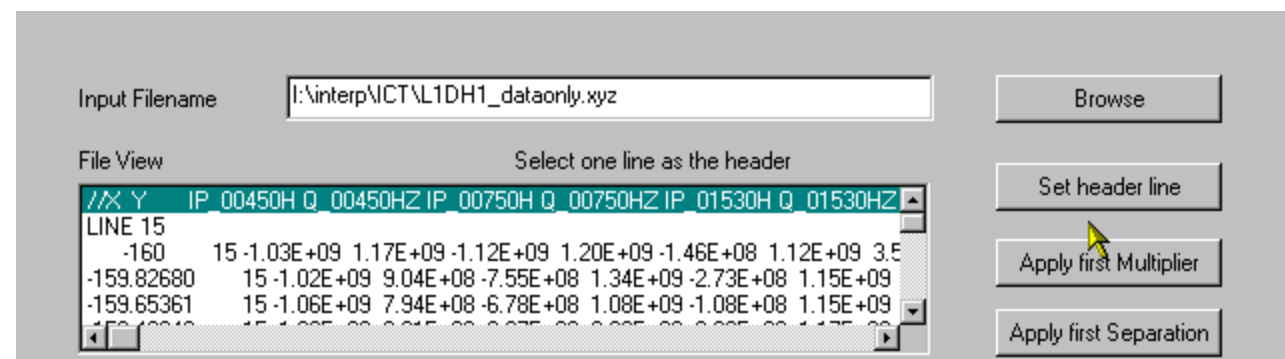 Input Filename
I:\interp\ICT\L1DH1_dataonly.xyz
Browse
File View
Select one line as the header
Set header line
//X Y IP_00450H Q_00450HZ IP_00750H Q_00750HZ IP_01530H Q_01530HZ
LINE 15
-160 15 -1.03E+09 1.17E+09 -1.12E+09 1.20E+09 -1.46E+08 1.12E+09 3.5
-159.82680 15 -1.02E+09 9.04E+08 -7.55E+08 1.34E+09 -2.73E+08 1.15E+09
-159.65361 15 -1.06E+09 7.94E+08 -6.78E+08 1.08E+09 -1.08E+08 1.15E+09
Apply first Multiplier
Apply first Separation